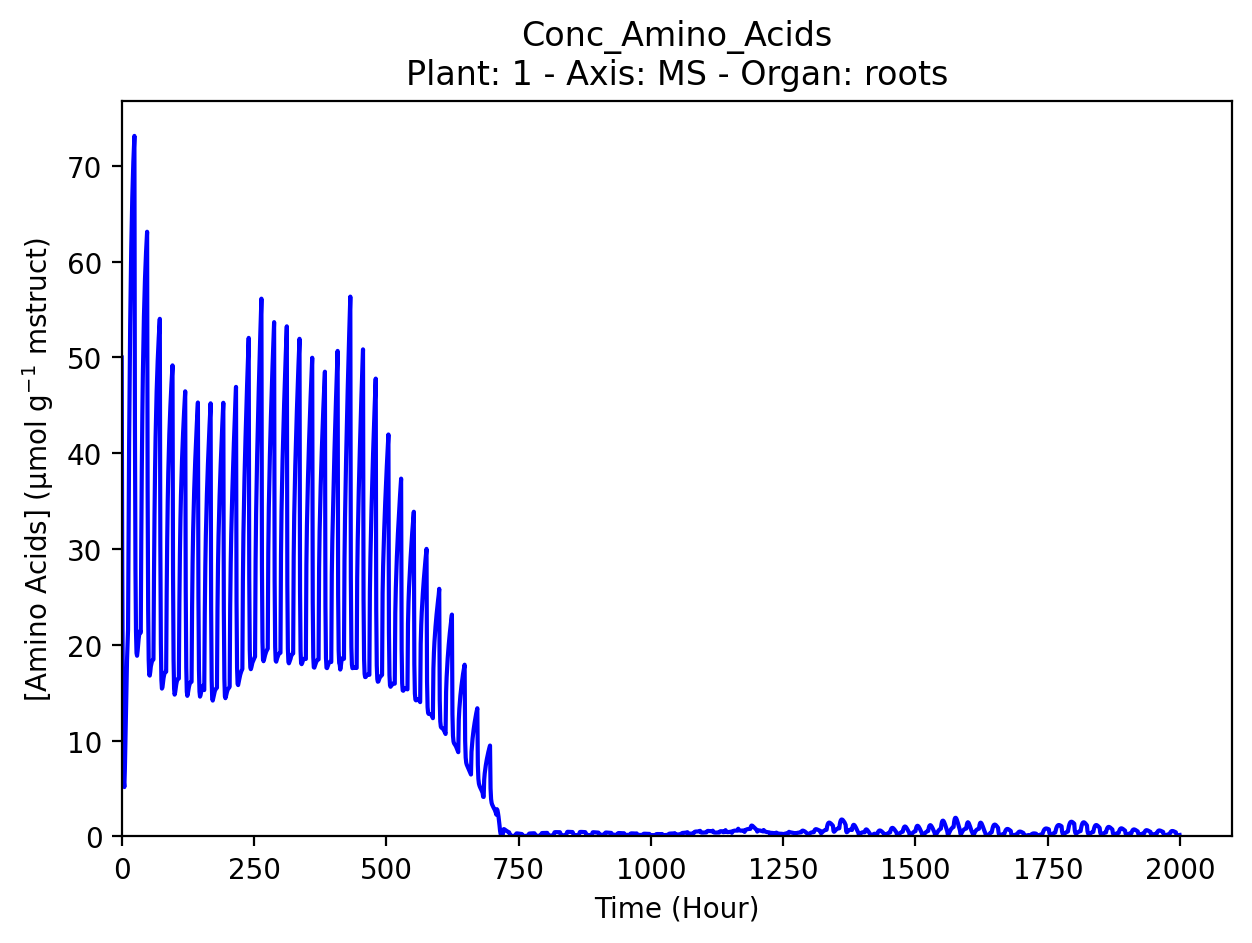 Conc_Amino_Acids
Plant: 1 - Axis: MS - Organ: roots
[Amino Acids] (µmol g⁻¹ mstruct)
70
60
50
40
30
20
10
0
0 250 500 750 1000 1250 1500 1750 2000
Time (Hour)